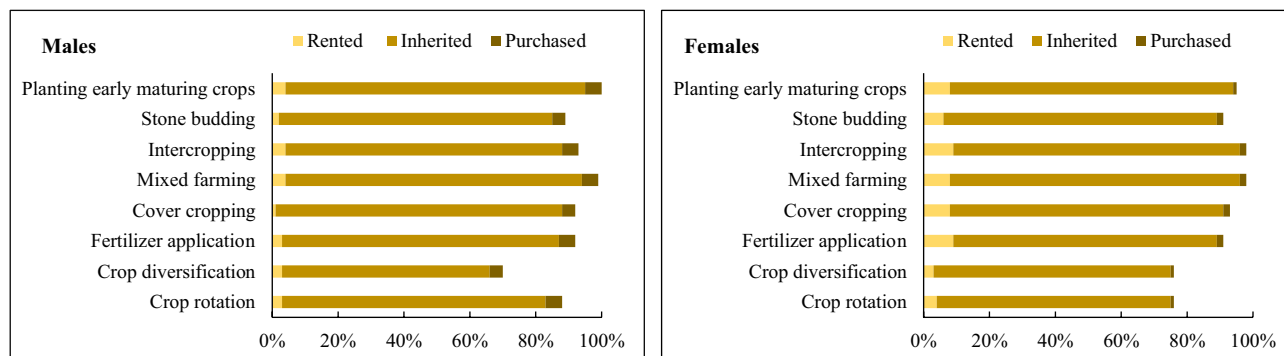 Males
Rented Inherited Purchased
Planting early maturing crops
Stone budding
Intercropping
Mixed farming
Cover cropping
Fertilizer application
Crop diversification
Crop rotation
0% 20% 40% 60% 80% 100%
Females
Rented Inherited Purchased
Planting early maturing crops
Stone budding
Intercropping
Mixed farming
Cover cropping
Fertilizer application
Crop diversification
Crop rotation
0% 20% 40% 60% 80% 100%